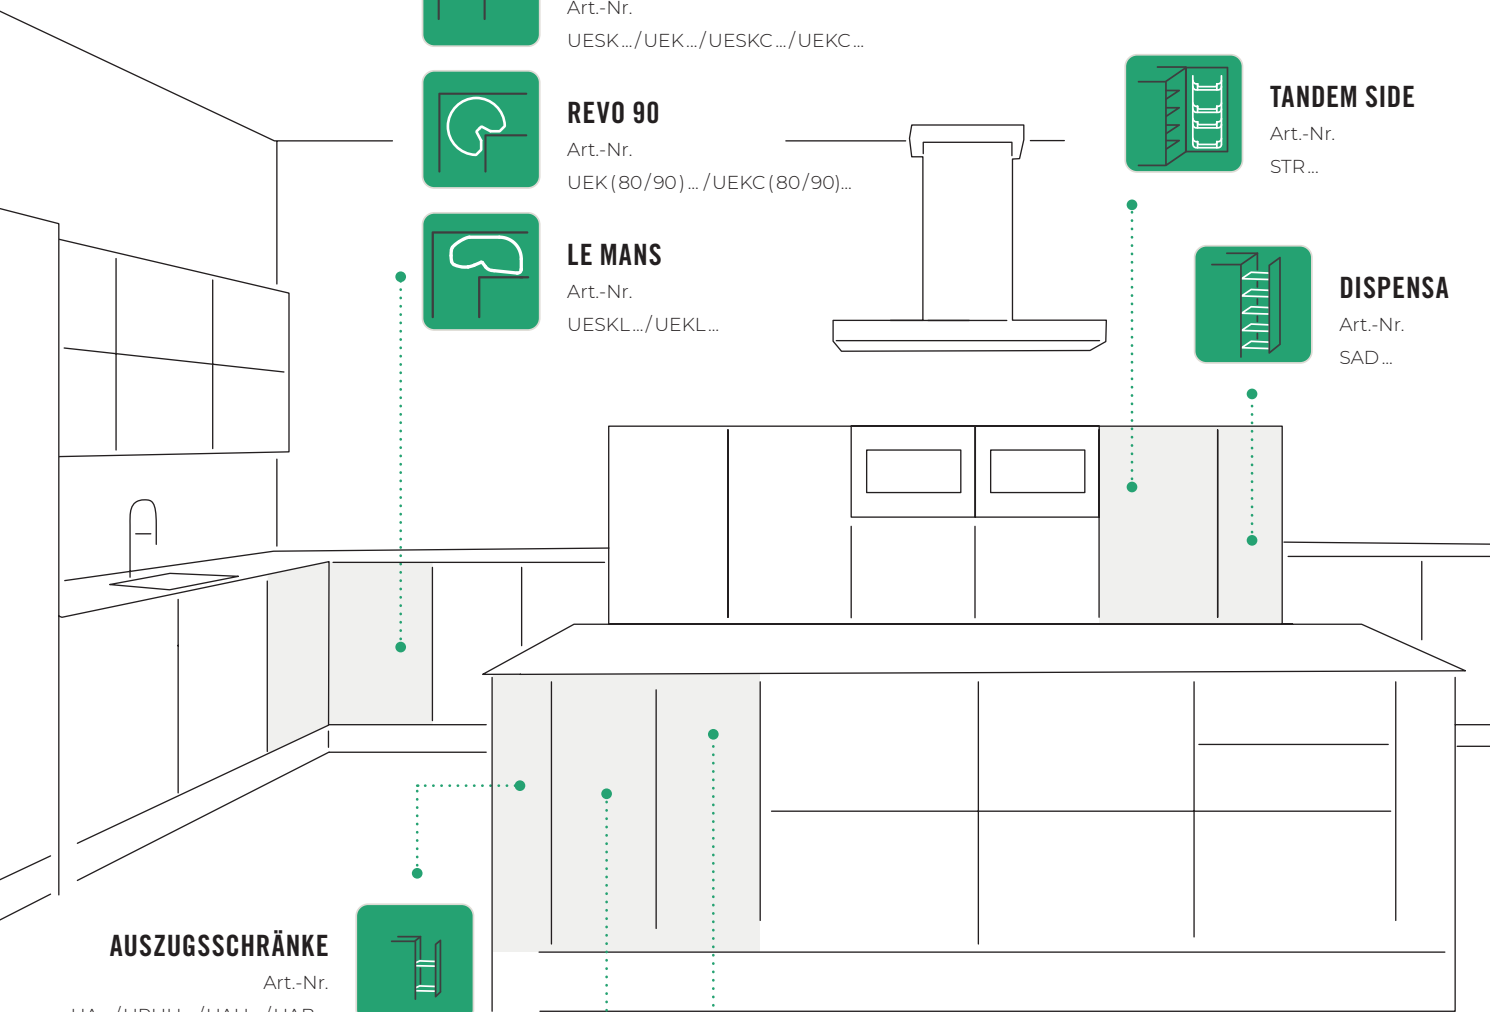 Art.-Nr.
UESK.../UEK.../UESKC.../UEKC...
REVO 90
Art.-Nr.
UEK(80/90).../UEKC(80/90)...
LE MANS
Art.-Nr.
UESKL.../UEKL...
TANDEM SIDE
Art.-Nr.
STR...
DISPENSA
Art.-Nr.
SAD...
AUSZUGSSCHRÄNKE
Art.-Nr.